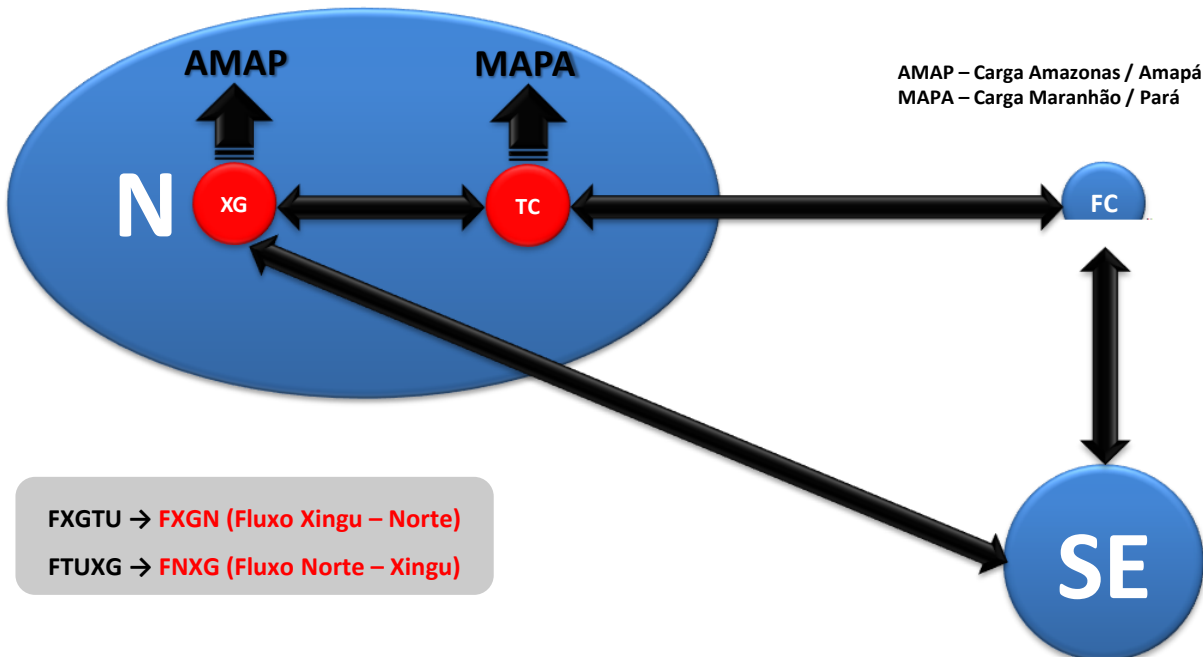 AMAP
MAPA
AMAP – Carga Amazonas / Amapá
MAPA – Carga Maranhão / Pará
N
XG
TC
FC
FXGTU → FXGN (Fluxo Xingu – Norte)
FTUXG → FNXG (Fluxo Norte – Xingu)
SE